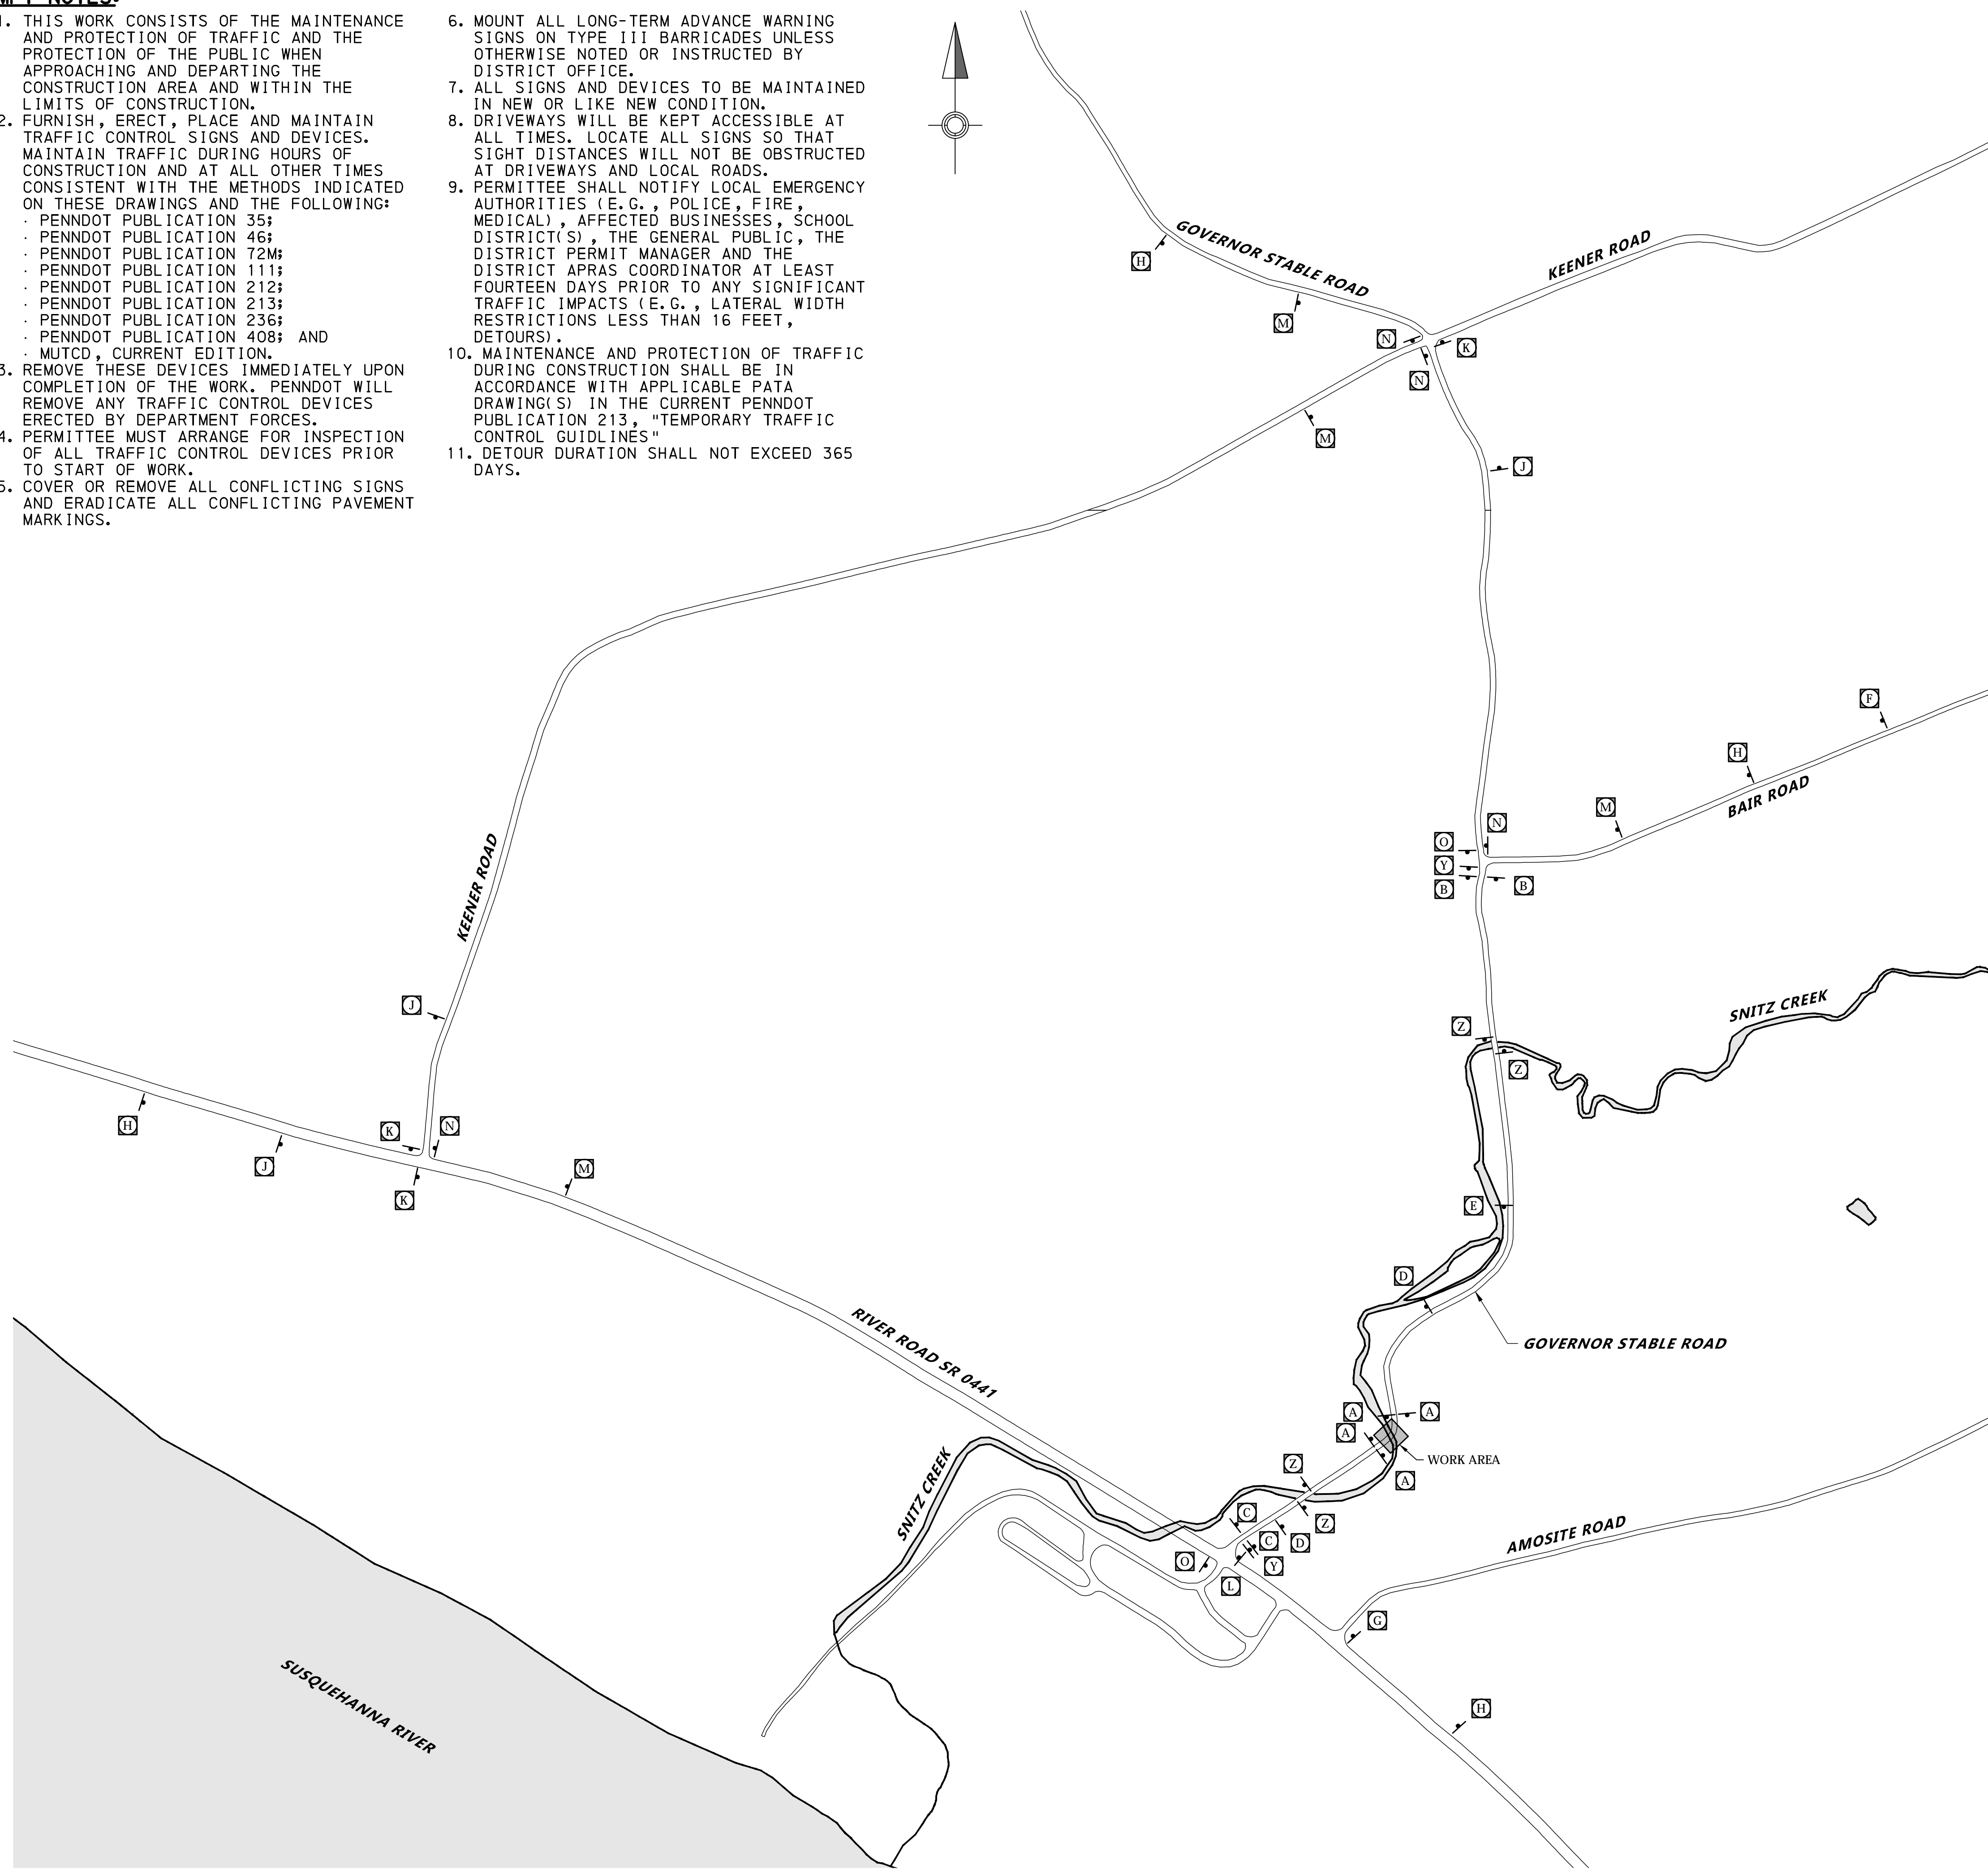 MPT NOTES:
1. THIS WORK CONSISTS OF THE MAINTENANCE
AND PROTECTION OF TRAFFIC AND THE
PROTECTION OF THE PUBLIC WHEN
APPROACHING AND DEPARTING THE
CONSTRUCTION AREA AND WITHIN THE
LIMITS OF CONSTRUCTION.
2. FURNISH, ERECT, PLACE AND MAINTAIN
TRAFFIC CONTROL SIGNS AND DEVICES.
MAINTAIN TRAFFIC DURING HOURS OF
CONSTRUCTION AND AT ALL OTHER TIMES
CONSISTENT WITH THE METHODS INDICATED
ON THESE DRAWINGS AND THE FOLLOWING:
· PENNDOT PUBLICATION 35;
· PENNDOT PUBLICATION 46;
· PENNDOT PUBLICATION 72M;
· PENNDOT PUBLICATION 111;
· PENNDOT PUBLICATION 212;
· PENNDOT PUBLICATION 213;
· PENNDOT PUBLICATION 236;
· PENNDOT PUBLICATION 408; AND
· MUTCD, CURRENT EDITION.
3. REMOVE THESE DEVICES IMMEDIATELY UPON
COMPLETION OF THE WORK. PENNDOT WILL
REMOVE ANY TRAFFIC CONTROL DEVICES
ERECTED BY DEPARTMENT FORCES.
4. PERMITTEE MUST ARRANGE FOR INSPECTION
OF ALL TRAFFIC CONTROL DEVICES PRIOR
TO START OF WORK.
5. COVER OR REMOVE ALL CONFLICTING SIGNS
AND ERADICATE ALL CONFLICTING PAVEMENT
MARKINGS.
6. MOUNT ALL LONG-TERM ADVANCE WARNING
SIGNS ON TYPE III BARRICADES UNLESS
OTHERWISE NOTED OR INSTRUCTED BY
DISTRICT OFFICE.
7. ALL SIGNS AND DEVICES TO BE MAINTAINED
IN NEW OR LIKE NEW CONDITION.
8. DRIVEWAYS WILL BE KEPT ACCESSIBLE AT
ALL TIMES. LOCATE ALL SIGNS SO THAT
SIGHT DISTANCES WILL NOT BE OBSTRUCTED
AT DRIVEWAYS AND LOCAL ROADS.
9. PERMITTEE SHALL NOTIFY LOCAL EMERGENCY
AUTHORITIES (E.G., POLICE, FIRE,
MEDICAL), AFFECTED BUSINESSES, SCHOOL
DISTRICT(S), THE GENERAL PUBLIC, THE
DISTRICT PERMIT MANAGER AND THE
DISTRICT APRAS COORDINATOR AT LEAST
FOURTEEN DAYS PRIOR TO ANY SIGNIFICANT
TRAFFIC IMPACTS (E.G., LATERAL WIDTH
RESTRICTIONS LESS THAN 16 FEET,
DETOURS).
10. MAINTENANCE AND PROTECTION OF TRAFFIC
DURING CONSTRUCTION SHALL BE IN
ACCORDANCE WITH APPLICABLE PATA
DRAWING(S) IN THE CURRENT PENNDOT
PUBLICATION 213, "TEMPORARY TRAFFIC
CONTROL GUIDLINES"
11. DETOUR DURATION SHALL NOT EXCEED 365
DAYS.
GOVERNOR STABLE ROAD
KEENER ROAD
H
M
N
K
N
M
J
F
H
BAIR ROAD
M
N
O
Y
B
B
KEENER ROAD
SNITZ CREEK
J
Z
Z
H
K
N
J
M
K
E
D
RIVER ROAD SR 0441
GOVERNOR STABLE ROAD
A
A
A
WORK AREA
A
Z
SNITZ CREEK
C
Z
AMOSITE ROAD
C
D
O
Y
L
G
SUSQUEHANNA RIVER
H